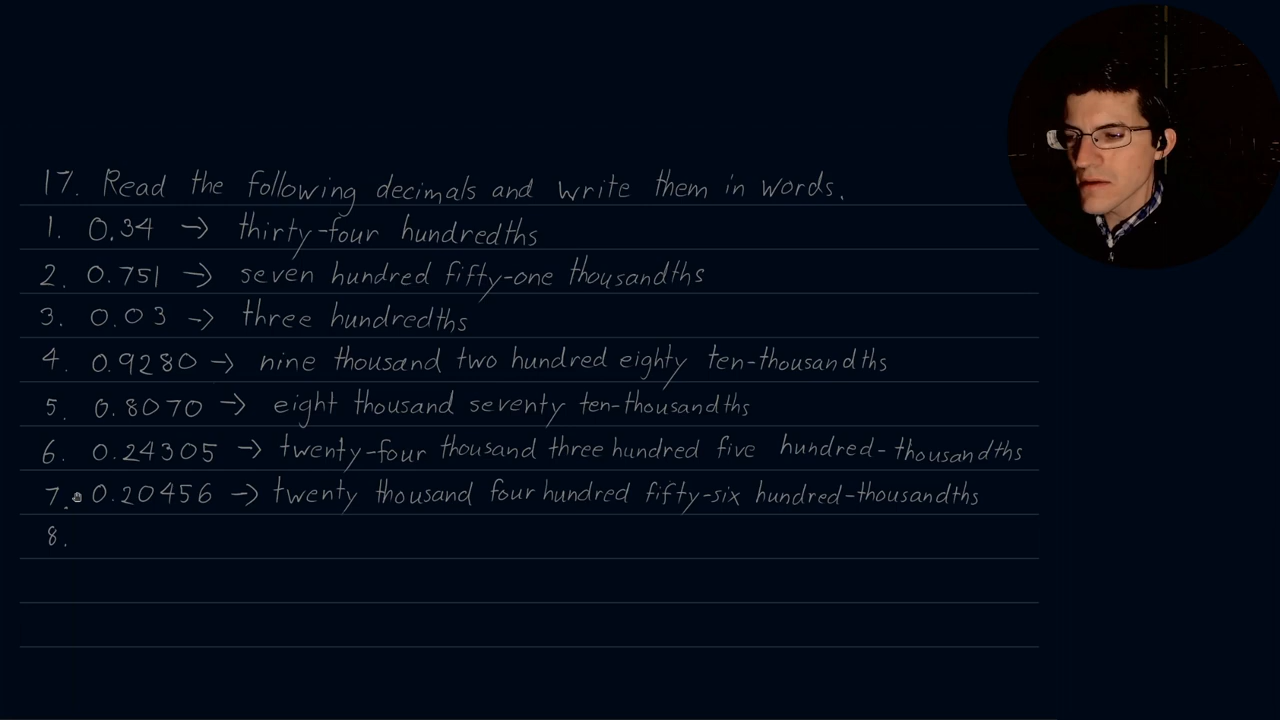 17. Read the following decimals and write them in words.
1. 0.34 → thirty-four hundredths
2. 0.751 → seven hundred fifty-one thousandths
3. 0.03 → three hundredths
4. 0.9280 → nine thousand two hundred eighty ten-thousandths
5. 0.8070 → eight thousand seventy ten-thousandths
6. 0.24305 → twenty-four thousand three hundred five hundred-thousandths
7. 0.20456 → twenty thousand four hundred fifty-six hundred-thousandths
8.